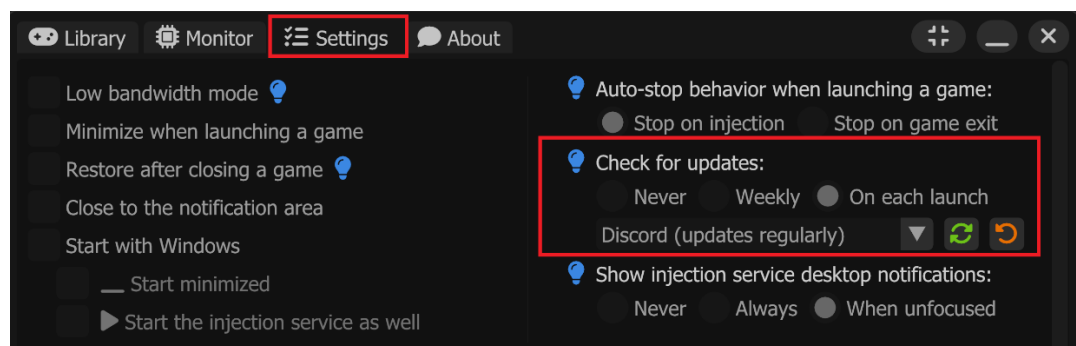 Library Monitor Settings About
Low bandwidth mode
Minimize when launching a game
Restore after closing a game
Close to the notification area
Start with Windows
Start minimized
Start the injection service as well
Auto-stop behavior when launching a game:
Stop on injection Stop on game exit
Check for updates:
Never Weekly On each launch
Discord (updates regularly)
Show injection service desktop notifications:
Never Always When unfocused